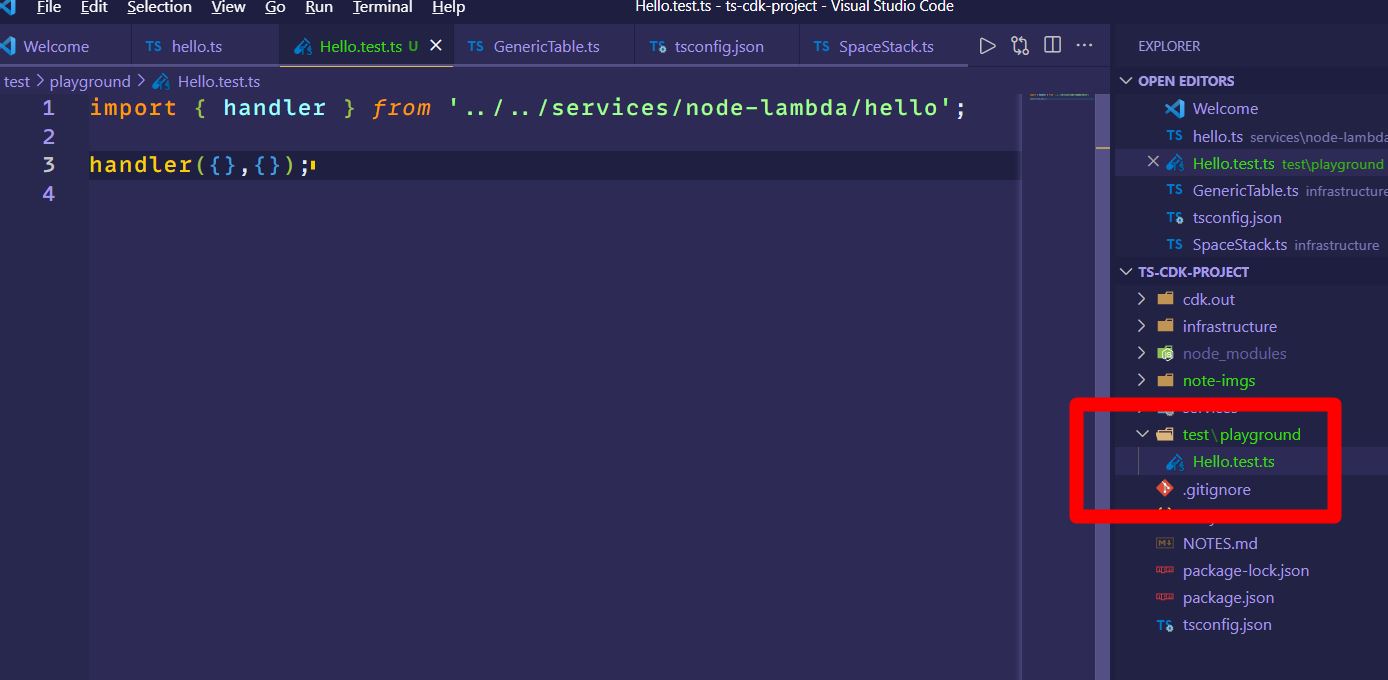 File Edit Selection View Go Run Terminal Help Hello.test.ts - ts-cdk-project - Visual Studio Code
Welcome TS hello.ts Hello.test.ts U TS GenericTable.ts TS tsconfig.json TS SpaceStack.ts
test > playground > Hello.test.ts
1 import { handler } from '../../services/node-lambda/hello';
2
3 handler({},{});
4
EXPLORER
OPEN EDITORS
Welcome
TS hello.ts services\node-lambda
Hello.test.ts test\playground
TS GenericTable.ts infrastructure
TS tsconfig.json
TS SpaceStack.ts infrastructure
TS-CDK-PROJECT
cdk.out
infrastructure
node_modules
note-imgs
services
test\playground
Hello.test.ts
.gitignore
NOTES.md
package-lock.json
package.json
TS tsconfig.json